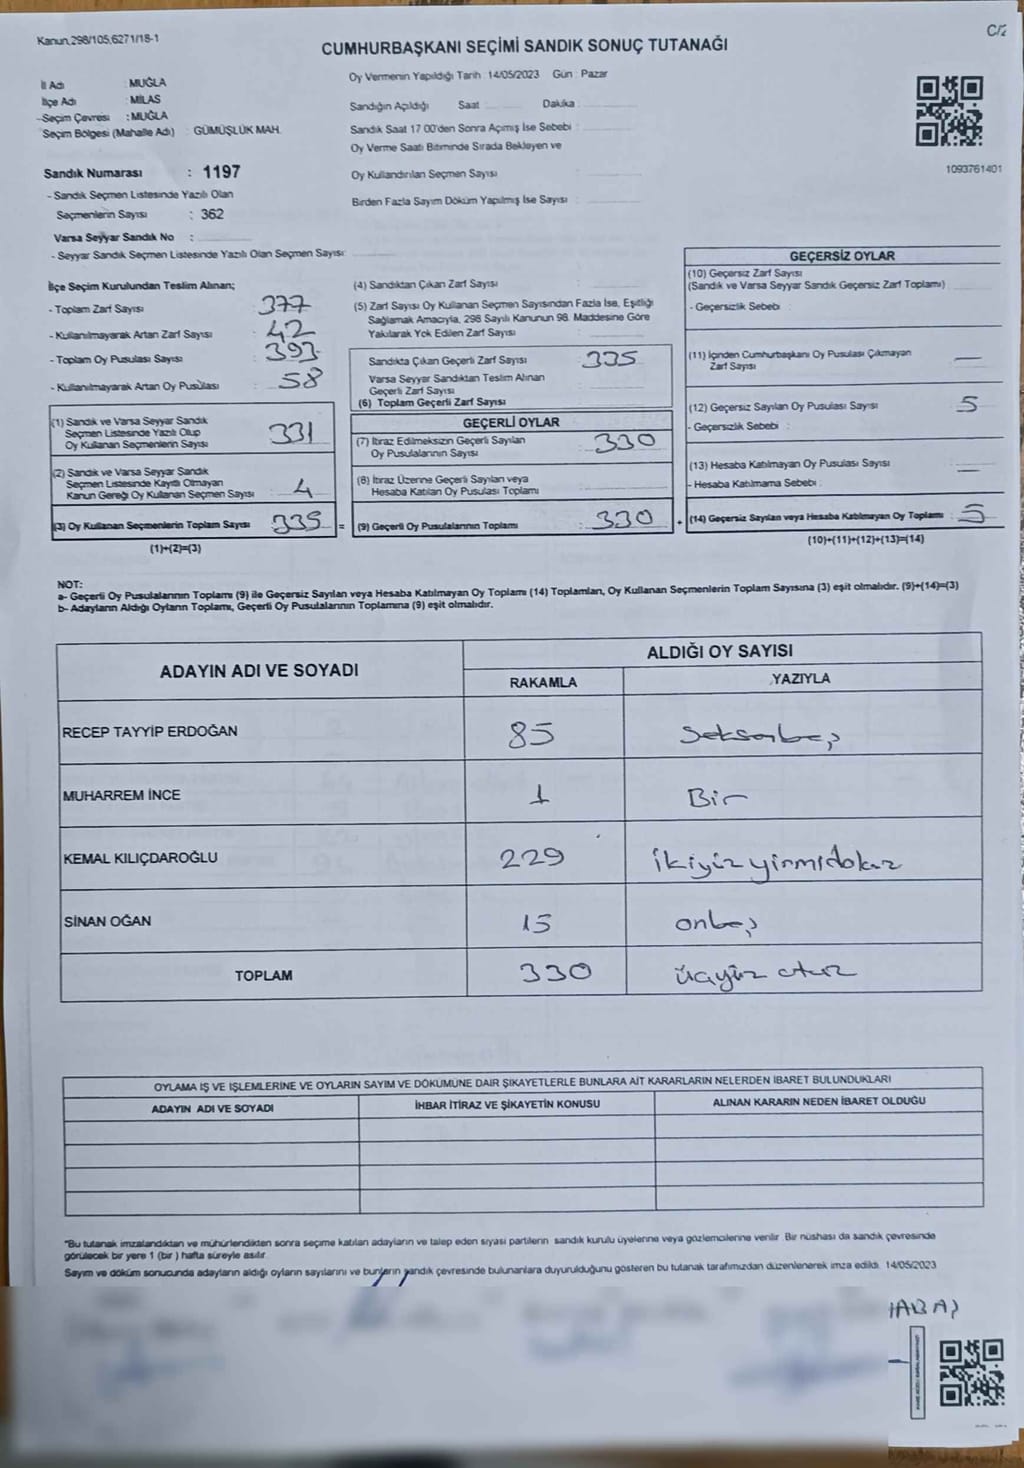 Kanun,298/105,6271/18-1
C/2
CUMHURBAŞKANI SEÇİMİ SANDIK SONUÇ TUTANAĞI
İl Adı : MUĞLA
İlçe Adı : MİLAS
Seçim Çevresi : MUĞLA
Seçim Bölgesi (Mahalle Adı) : GÜMÜŞLÜK MAH.
Sandık Numarası : 1197
- Sandık Seçmen Listesinde Yazılı Olan
Seçmenlerin Sayısı : 362
Varsa Seyyar Sandık No :
- Seyyar Sandık Seçmen Listesinde Yazılı Olan Seçmen Sayısı:
Oy Vermenin Yapıldığı Tarih : 14/05/2023 Gün : Pazar
Sandığın Açıldığı Saat Dakika :
Sandık Saat 17 00'den Sonra Açımış İse Sebebi :
Oy Verme Saati Bitiminde Sırada Bekleyen ve
Oy Kullandırılan Seçmen Sayısı :
Birden Fazla Sayım Döküm Yapılmış İse Sayısı :
1093761401
İlçe Seçim Kurulundan Teslim Alınan;
- Toplam Zarf Sayısı : 377
- Kullanılmayarak Artan Zarf Sayısı : 42
- Toplam Oy Pusulası Sayısı : 393
- Kullanılmayarak Artan Oy Pusulası : 58
(1) Sandık ve Varsa Seyyar Sandık
Seçmen Listesinde Yazılı Olup
Oy Kullanan Seçmenlerin Sayısı : 331
(2) Sandık ve Varsa Seyyar Sandık
Seçmen Listesinde Kayıtlı Olmayan
Kanun Gereği Oy Kullanan Seçmen Sayısı : 4
(3) Oy Kullanan Seçmenlerin Toplam Sayısı : 335 =
(1)+(2)=(3)
(4) Sandıktan Çıkan Zarf Sayısı :
(5) Zarf Sayısı Oy Kullanan Seçmen Sayısından Fazla İse, Eşitliği
Sağlamak Amacıyla, 298 Sayılı Kanunun 98. Maddesine Göre
Yakılarak Yok Edilen Zarf Sayısı :
Sandıkta Çıkan Geçerli Zarf Sayısı : 335
Varsa Seyyar Sandıktan Teslim Alınan
Geçerli Zarf Sayısı :
(6) Toplam Geçerli Zarf Sayısı :
GEÇERLİ OYLAR
(7) İtiraz Edilmeksizin Geçerli Sayılan
Oy Pusulalarının Sayısı : 330
(8) İtiraz Üzerine Geçerli Sayılan veya
Hesaba Katılan Oy Pusulası Toplamı :
(9) Geçerli Oy Pusulalarının Toplamı : 330 +
GEÇERSİZ OYLAR
(10) Geçersiz Zarf Sayısı
(Sandık ve Varsa Seyyar Sandık Geçersiz Zarf Toplamı)
- Geçersizlik Sebebi :
(11) İçinden Cumhurbaşkanı Oy Pusulası Çıkmayan
Zarf Sayısı : —
(12) Geçersiz Sayılan Oy Pusulası Sayısı : 5
- Geçersizlik Sebebi :
(13) Hesaba Katılmayan Oy Pusulası Sayısı : —
- Hesaba Katılmama Sebebi :
(14) Geçersiz Sayılan veya Hesaba Katılmayan Oy Toplamı : 5
(10)+(11)+(12)+(13)=(14)
NOT:
a- Geçerli Oy Pusulalarının Toplamı (9) ile Geçersiz Sayılan veya Hesaba Katılmayan Oy Toplamı (14) Toplamları, Oy Kullanan Seçmenlerin Toplam Sayısına (3) eşit olmalıdır. (9)+(14)=(3)
b- Adayların Aldığı Oyların Toplamı, Geçerli Oy Pusulalarının Toplamına (9) eşit olmalıdır.
ADAYIN ADI VE SOYADI
ALDIĞI OY SAYISI
RAKAMLA YAZIYLA
RECEP TAYYİP ERDOĞAN 85 Seksenbeş
MUHARREM İNCE 1 Bir
KEMAL KILIÇDAROĞLU 229 ikiyüzyirmidokuz
SİNAN OĞAN 15 onbeş
TOPLAM 330 üçyüz otuz
OYLAMA İŞ VE İŞLEMLERİNE VE OYLARIN SAYIM VE DÖKÜMÜNE DAİR ŞİKAYETLERLE BUNLARA AİT KARARLARIN NELERDEN İBARET BULUNDUKLARI
ADAYIN ADI VE SOYADI İHBAR İTİRAZ VE ŞİKAYETİN KONUSU ALINAN KARARIN NEDEN İBARET OLDUĞU
"Bu tutanak imzalandıktan ve mühürlendikten sonra seçime katılan adayların ve talep eden siyasi partilerin sandık kurulu üyelerine veya gözlemcilerine verilir. Bir nüshası da sandık çevresinde
görülecek bir yere 1 (bir ) hafta süreyle asılır.
Sayım ve döküm sonucunda adayların aldığı oyların sayılarını ve bunların sandık çevresinde bulunanlara duyurulduğunu gösteren bu tutanak tarafımızdan düzenlenerek imza edildi. 14/05/2023